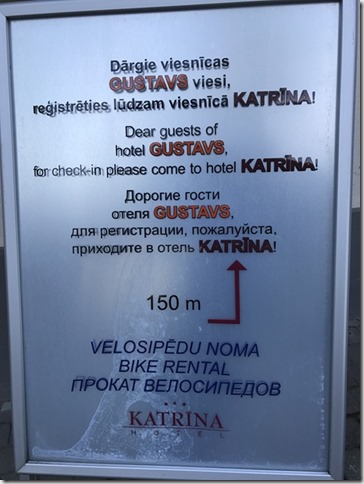 Dārgie viesnīcas
GUSTAVS viesi,
reģistrēties lūdzam viesnīcā KATRĪNA!
Dear guests of
hotel GUSTAVS,
for check-in please come to hotel KATRĪNA!
Дорогие гости
отеля GUSTAVS,
для регистрации, пожалуйста,
приходите в отель KATRĪNA!
150 m
VELOSIPĒDU NOMA
BIKE RENTAL
ПРОКАТ ВЕЛОСИПЕДОВ
KATRĪNA
HOTEL